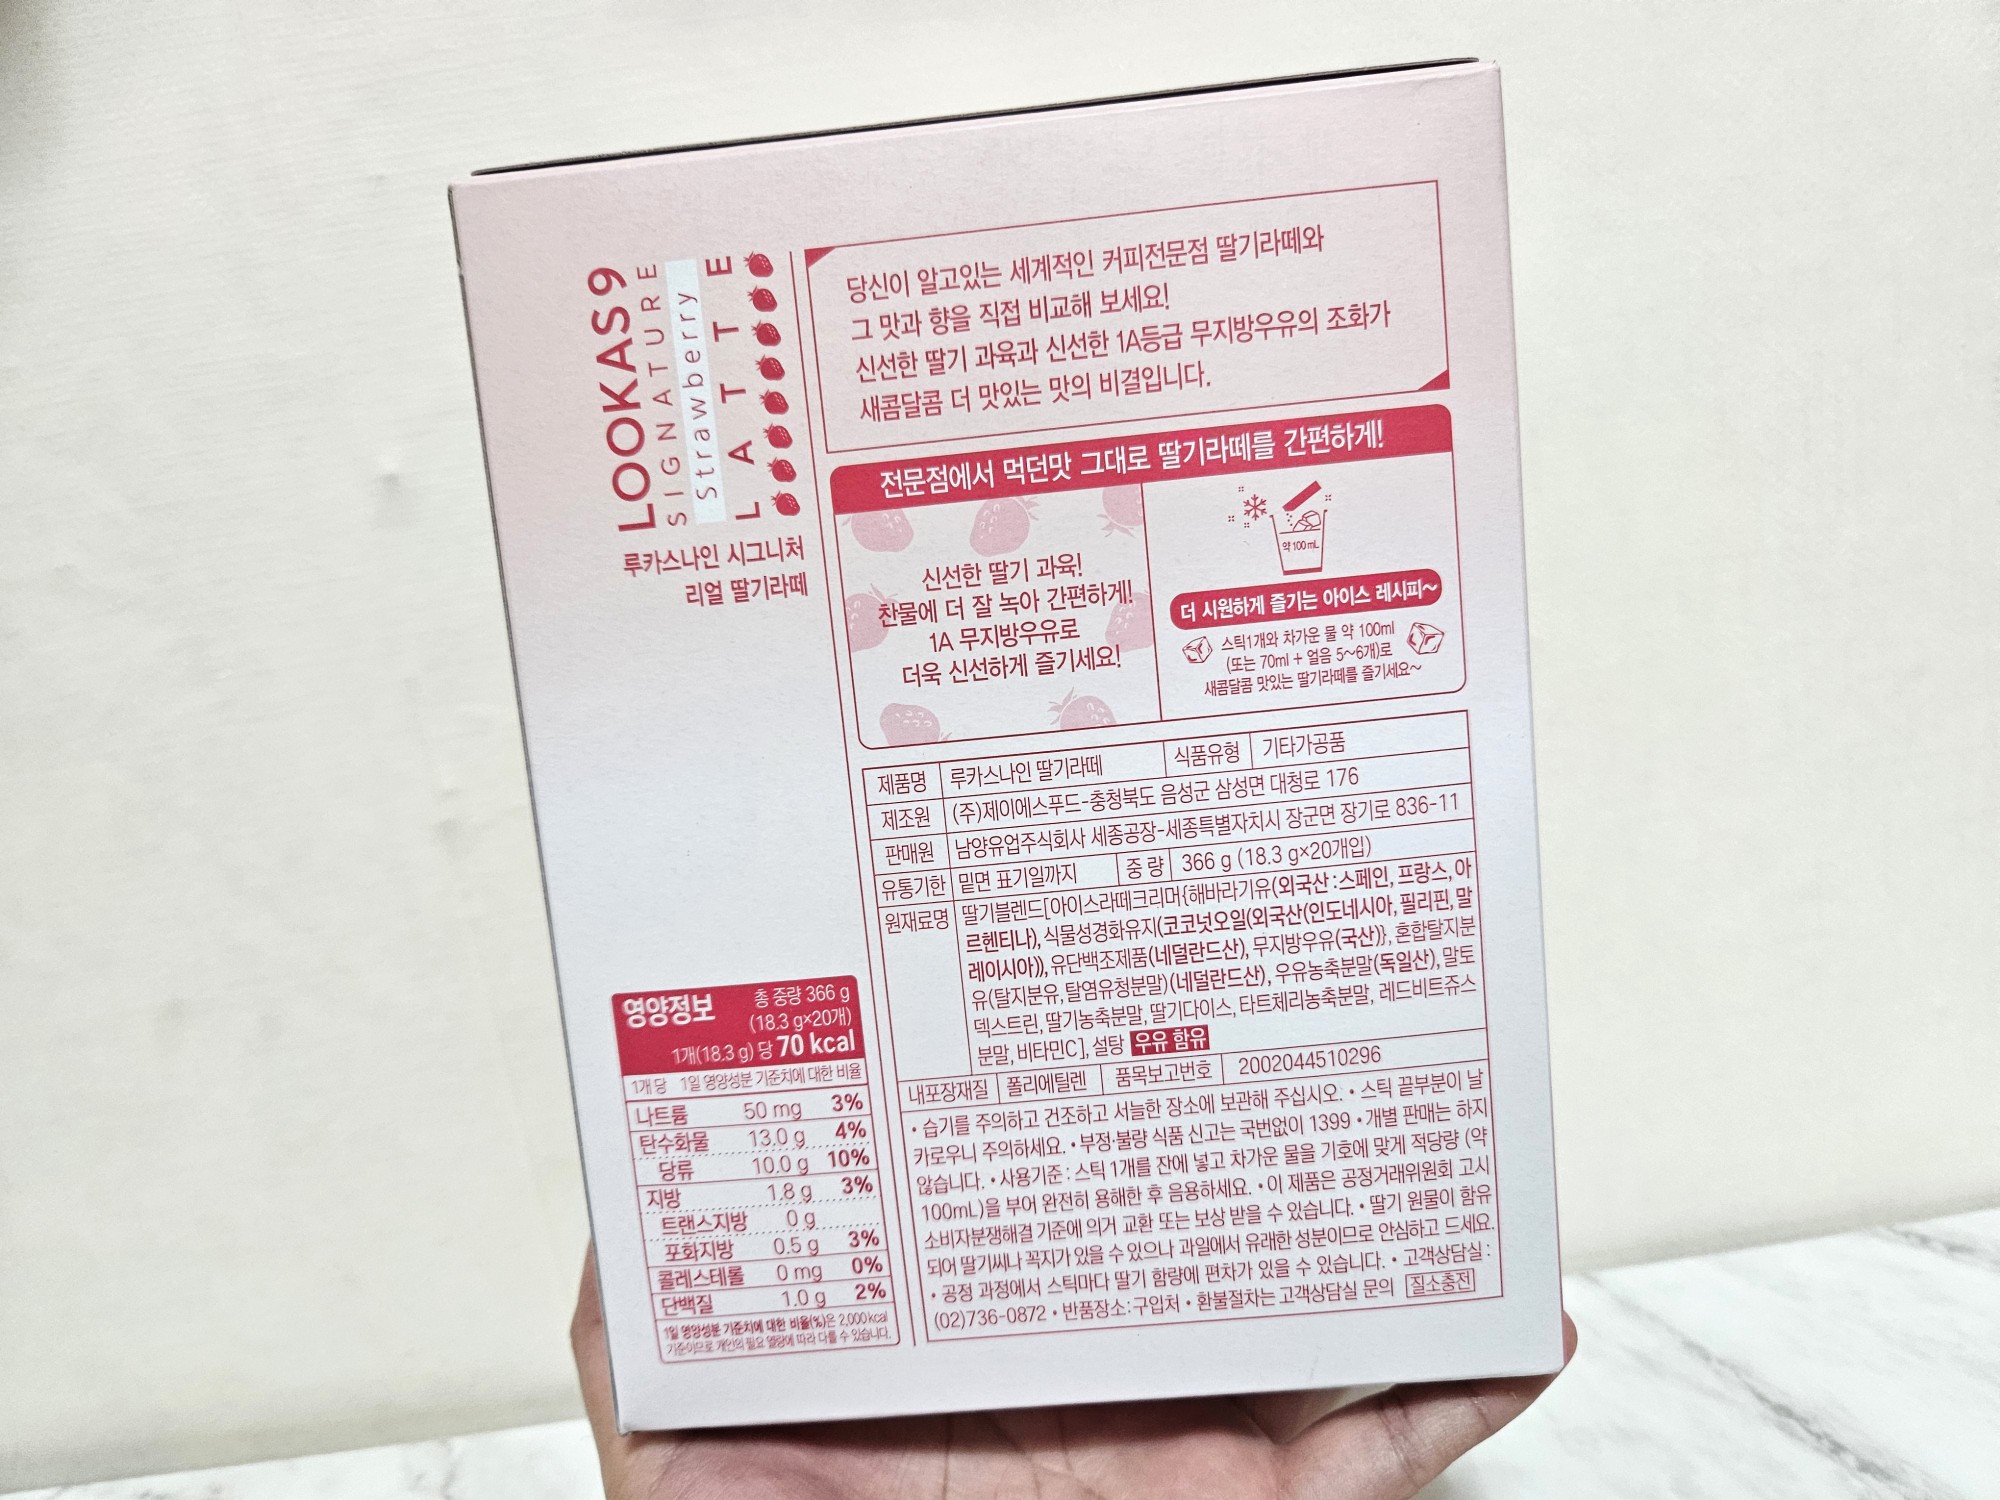 LOOKAS9
SIGNATURE
Strawberry
LATTE
루카스나인 시그니처
리얼 딸기라떼
당신이 알고있는 세계적인 커피전문점 딸기라떼와
그 맛과 향을 직접 비교해 보세요!
신선한 딸기 과육과 신선한 1A등급 무지방우유의 조화가
새콤달콤 더 맛있는 맛의 비결입니다.
전문점에서 먹던맛 그대로 딸기라떼를 간편하게!
신선한 딸기 과육!
찬물에 더 잘 녹아 간편하게!
1A 무지방우유로
더욱 신선하게 즐기세요!
약 100mL
더 시원하게 즐기는 아이스 레시피~
스틱1개와 차가운 물 약 100ml
(또는 70ml + 얼음 5~6개)로
새콤달콤 맛있는 딸기라떼를 즐기세요~
제품명 루카스나인 딸기라떼 식품유형 기타가공품
제조원 (주)제이에스푸드-충청북도 음성군 삼성면 대청로 176
판매원 남양유업주식회사 세종공장-세종특별자치시 장군면 장기로 836-11
유통기한 밑면 표기일까지 중 량 366 g (18.3 g×20개입)
원재료명 딸기블렌드[아이스라떼크리머{해바라기유(외국산:스페인, 프랑스, 아
르헨티나), 식물성경화유지(코코넛오일(외국산(인도네시아, 필리핀, 말
레이시아)), 유단백조제품(네덜란드산), 무지방우유(국산)}, 혼합탈지분
유(탈지분유, 탈염유청분말)(네덜란드산), 우유농축분말(독일산), 말토
덱스트린, 딸기농축분말, 딸기다이스, 타트체리농축분말, 레드비트쥬스
분말, 비타민C], 설탕 우유 함유
내포장재질 폴리에틸렌 품목보고번호 2002044510296
• 습기를 주의하고 건조하고 서늘한 장소에 보관해 주십시오. • 스틱 끝부분이 날
카로우니 주의하세요. • 부정·불량 식품 신고는 국번없이 1399 • 개별 판매는 하지
않습니다. • 사용기준 : 스틱 1개를 잔에 넣고 차가운 물을 기호에 맞게 적당량 (약
100mL)을 부어 완전히 용해한 후 음용하세요. • 이 제품은 공정거래위원회 고시
소비자분쟁해결 기준에 의거 교환 또는 보상 받을 수 있습니다. • 딸기 원물이 함유
되어 딸기씨나 꼭지가 있을 수 있으나 과일에서 유래한 성분이므로 안심하고 드세요.
• 공정 과정에서 스틱마다 딸기 함량에 편차가 있을 수 있습니다. • 고객상담실 :
(02)736-0872 • 반품장소:구입처 • 환불절차는 고객상담실 문의 질소충전
영양정보 총 중량 366 g
(18.3 g×20개)
1개(18.3 g) 당 70 kcal
1개 당 1일 영양성분 기준치에 대한 비율
나트륨 50 mg 3%
탄수화물 13.0 g 4%
당류 10.0 g 10%
지방 1.8 g 3%
트랜스지방 0 g
포화지방 0.5 g 3%
콜레스테롤 0 mg 0%
단백질 1.0 g 2%
1일 영양성분 기준치에 대한 비율(%)은 2,000 kcal
기준이므로 개인의 필요 열량에 따라 다를 수 있습니다.